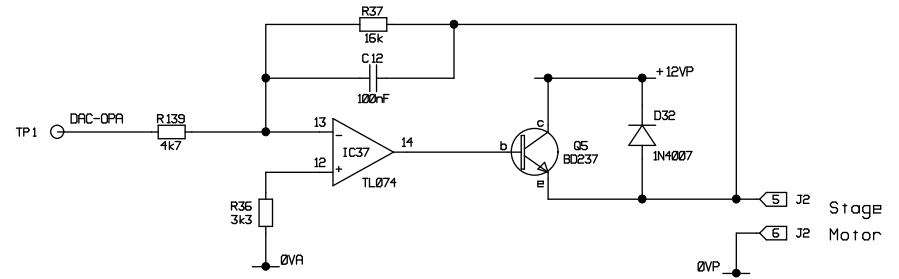 R37
16k
C12
100nF
+12VP
DAC-OPA
R139
TP1
4k7
13
-
IC37
14
12
+
TL074
c
b
Q5
BD237
e
D32
1N4007
R36
3k3
0VA
5 J2
Stage
6 J2
Motor
0VP